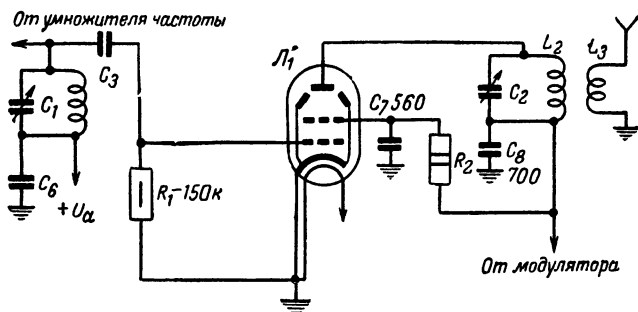 От умножителя частоты
C3
Л1
L2
L3
C1
C7 560
C2
C6
R1-150к
R2
C8
700
+Ua
От модулятора